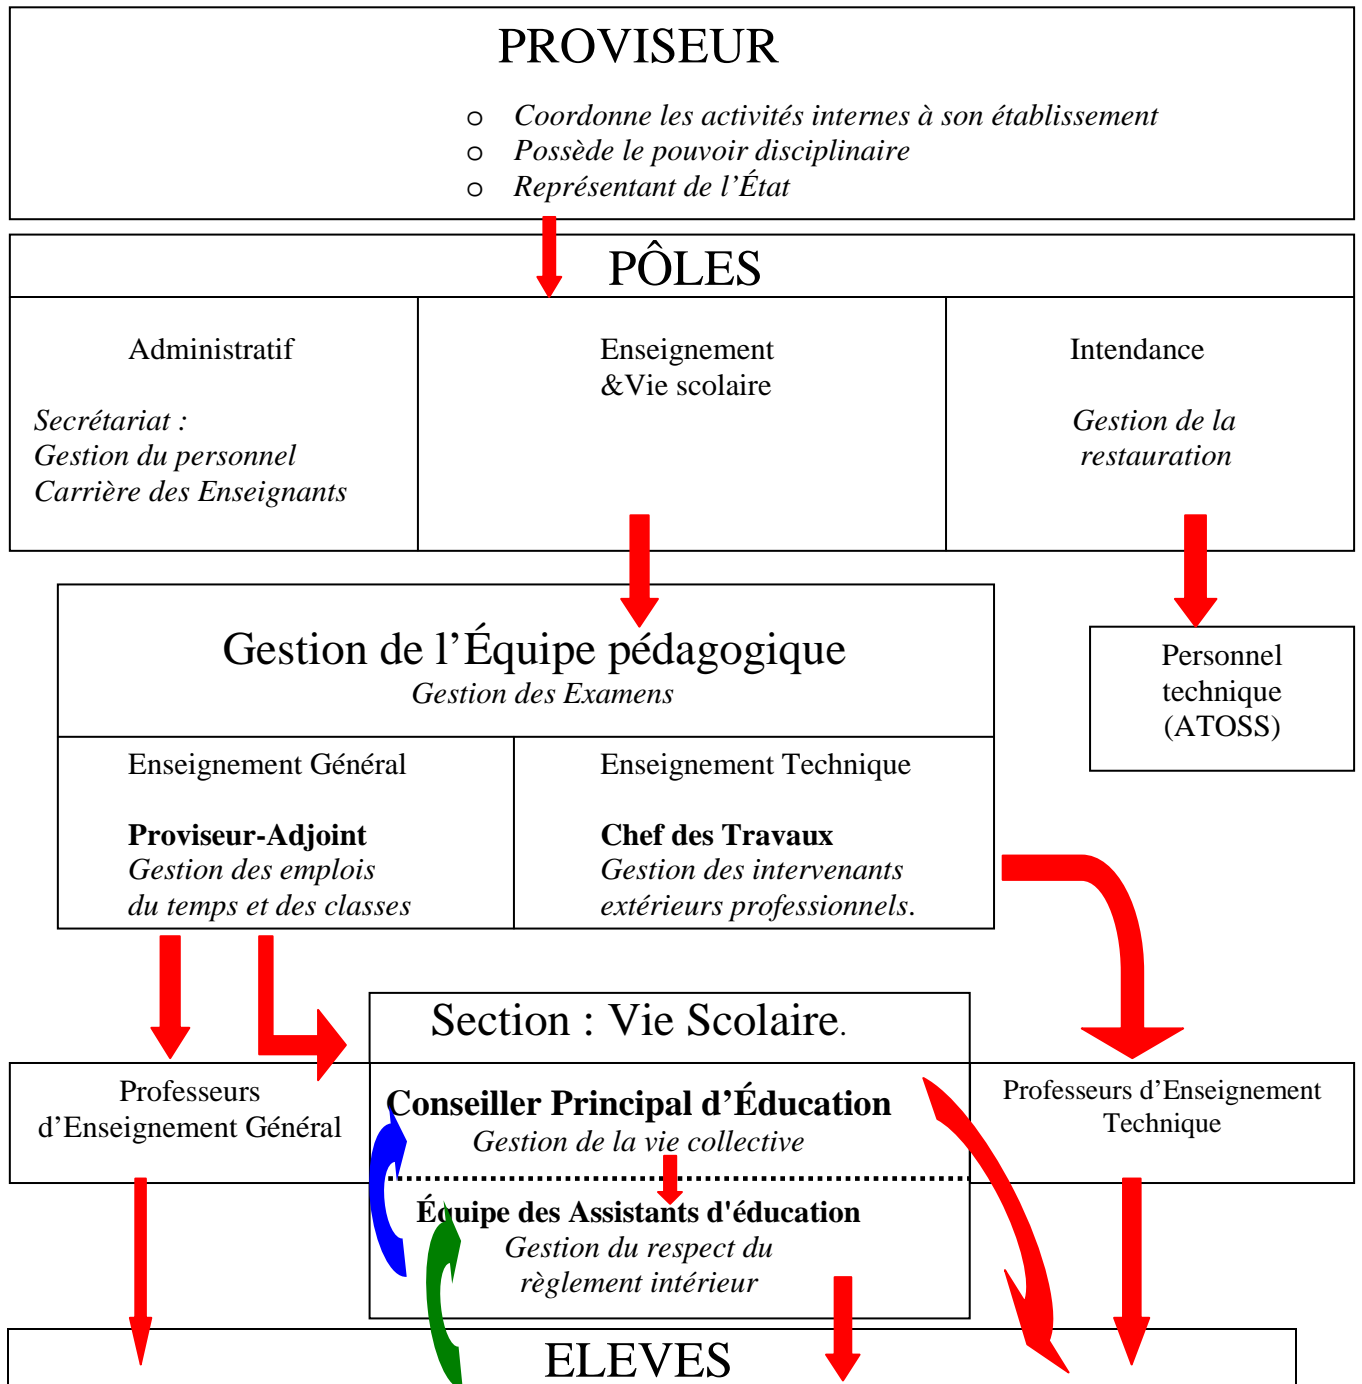 PROVISEUR
o Coordonne les activités internes à son établissement
o Possède le pouvoir disciplinaire
o Représentant de l'État
PÔLES
Administratif
Secrétariat :
Gestion du personnel
Carrière des Enseignants
Enseignement
&Vie scolaire
Intendance
Gestion de la
restauration
Gestion de l'Équipe pédagogique
Gestion des Examens
Personnel
technique
(ATOSS)
Enseignement Général
Proviseur-Adjoint
Gestion des emplois
du temps et des classes
Enseignement Technique
Chef des Travaux
Gestion des intervenants
extérieurs professionnels.
Section : Vie Scolaire.
Professeurs
d'Enseignement Général
Conseiller Principal d'Éducation
Gestion de la vie collective
Professeurs d'Enseignement
Technique
Équipe des Assistants d'éducation
Gestion du respect du
règlement intérieur
ELEVES